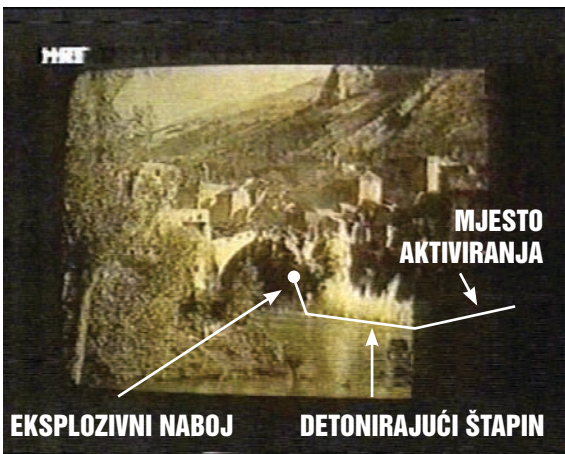 HRT
MJESTO
AKTIVIRANJA
EKSPLOZIVNI NABOJ
DETONIRAJUĆI ŠTAPIN